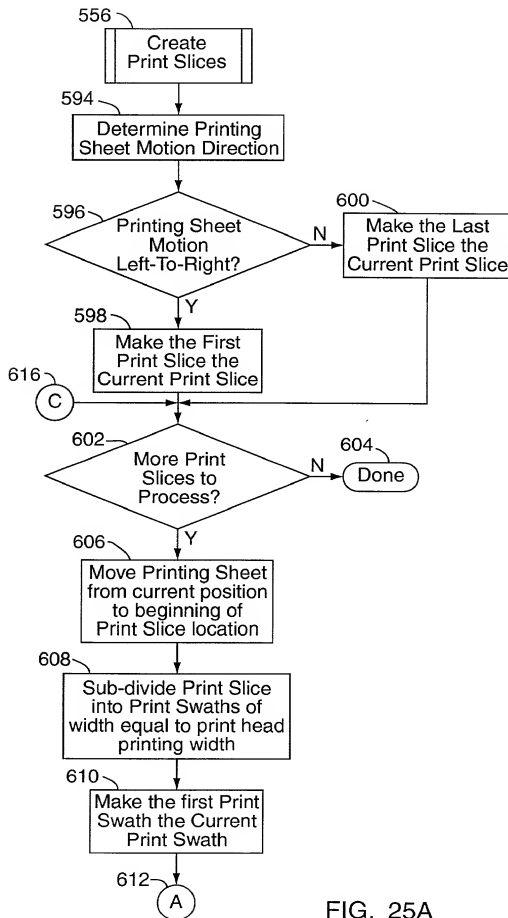 556
Create
Print Slices
594
Determine Printing
Sheet Motion Direction
596
Printing Sheet
Motion
Left-To-Right?
N
600
Make the Last
Print Slice the
Current Print Slice
Y
598
Make the First
Print Slice the
Current Print Slice
616
C
602
More Print
Slices to
Process?
N
604
Done
Y
606
Move Printing Sheet
from current position
to beginning of
Print Slice location
608
Sub-divide Print Slice
into Print Swaths of
width equal to print head
printing width
610
Make the first Print
Swath the Current
Print Swath
612
A
FIG. 25A